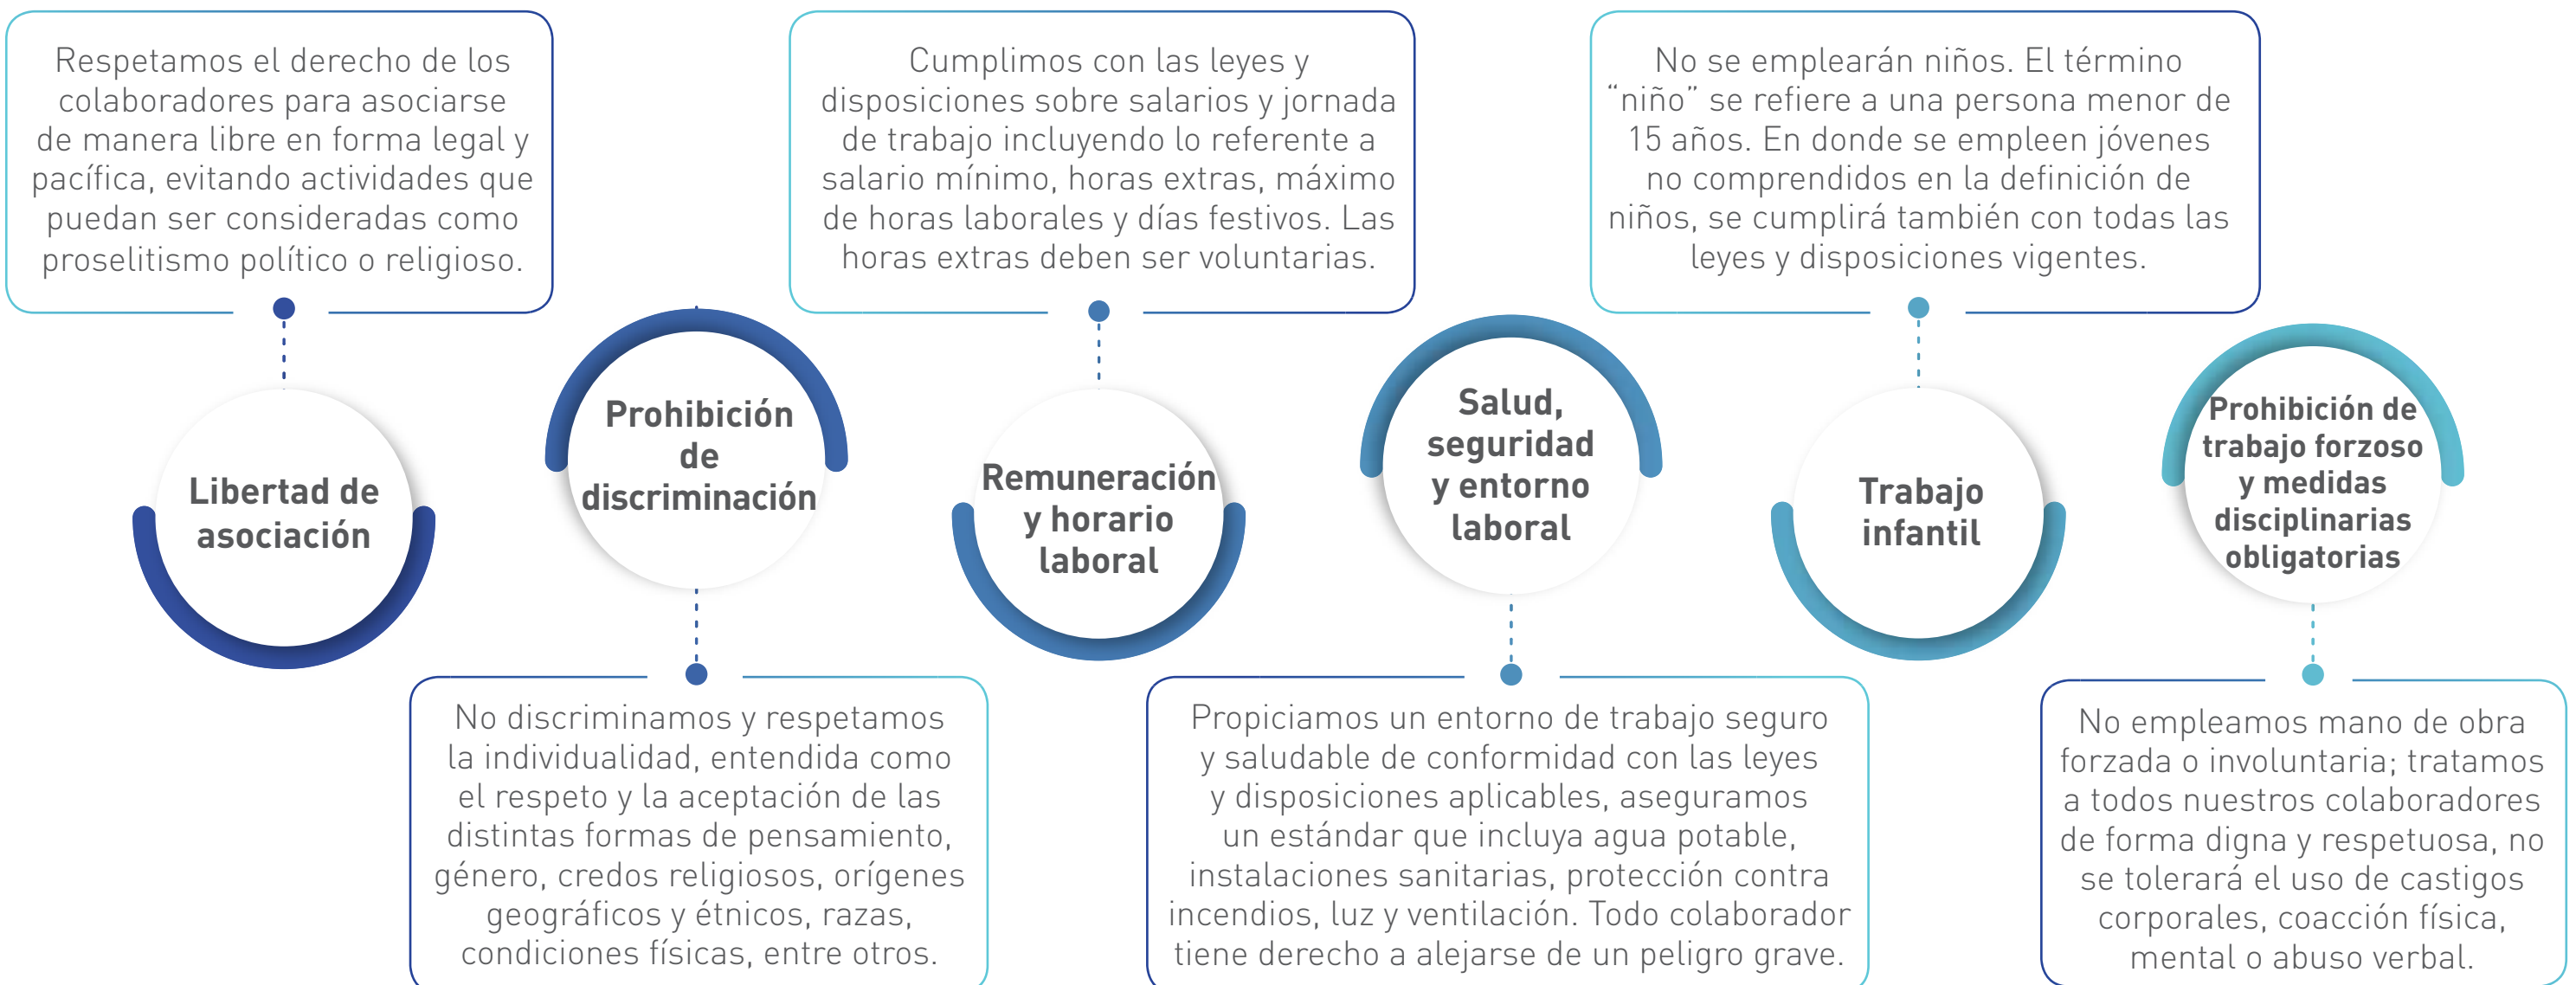 Respetamos el derecho de los
colaboradores para asociarse
de manera libre en forma legal y
pacífica, evitando actividades que
puedan ser consideradas como
proselitismo político o religioso.
Libertad de
asociación
Prohibición
de
discriminación
No discriminamos y respetamos
la individualidad, entendida como
el respeto y la aceptación de las
distintas formas de pensamiento,
género, credos religiosos, orígenes
geográficos y étnicos, razas,
condiciones físicas, entre otros.
Cumplimos con las leyes y
disposiciones sobre salarios y jornada
de trabajo incluyendo lo referente a
salario mínimo, horas extras, máximo
de horas laborales y días festivos. Las
horas extras deben ser voluntarias.
Remuneración
y horario
laboral
Salud,
seguridad
y entorno
laboral
Propiciamos un entorno de trabajo seguro
y saludable de conformidad con las leyes
y disposiciones aplicables, aseguramos
un estándar que incluya agua potable,
instalaciones sanitarias, protección contra
incendios, luz y ventilación. Todo colaborador
tiene derecho a alejarse de un peligro grave.
No se emplearán niños. El término
“niño” se refiere a una persona menor de
15 años. En donde se empleen jóvenes
no comprendidos en la definición de
niños, se cumplirá también con todas las
leyes y disposiciones vigentes.
Trabajo
infantil
Prohibición de
trabajo forzoso
y medidas
disciplinarias
obligatorias
No empleamos mano de obra
forzada o involuntaria; tratamos
a todos nuestros colaboradores
de forma digna y respetuosa, no
se tolerará el uso de castigos
corporales, coacción física,
mental o abuso verbal.